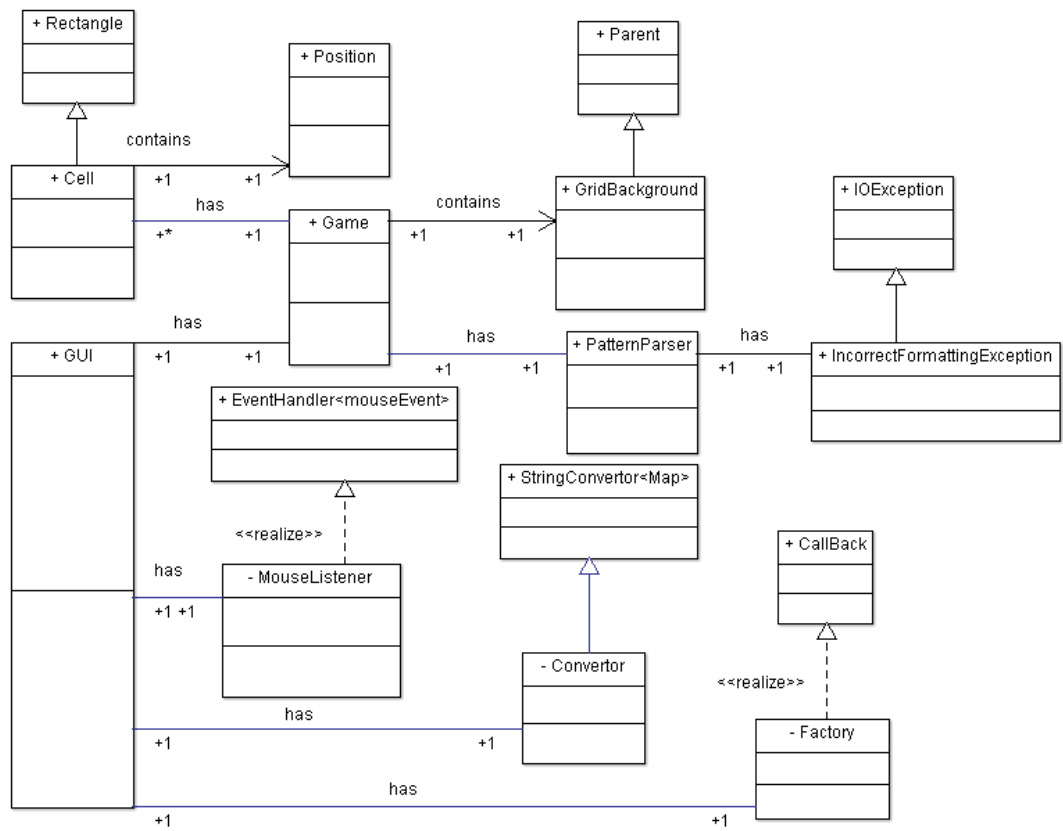 + Rectangle
+ Position
+ Parent
contains
+1
+1
+ Cell
+ GridBackground
+ IOException
has
+*
+1
+ Game
contains
+1
+1
has
+1
+1
+ GUI
has
+1
+1
+ PatternParser
has
+1
+1
+ IncorrectFormattingException
+ EventHandler<mouseEvent>
+ StringConvertor<Map>
<<realize>>
+ CallBack
has
+1
+1
- MouseListener
- Convertor
<<realize>>
has
+1
+1
- Factory
has
+1
+1